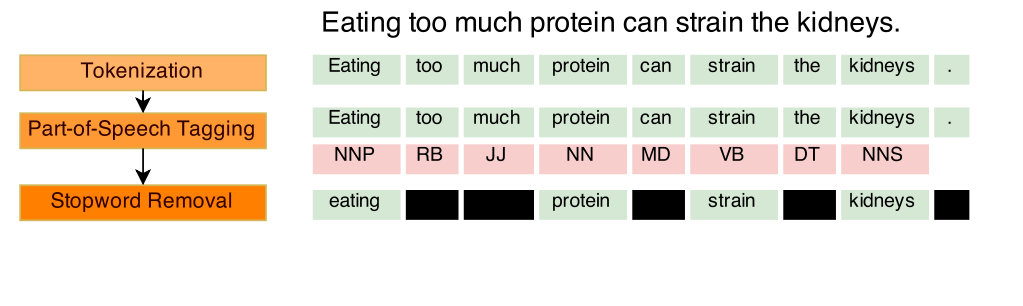 Eating too much protein can strain the kidneys.
Tokenization
Eating too much protein can strain the kidneys .
Part-of-Speech Tagging
Eating too much protein can strain the kidneys .
NNP RB JJ NN MD VB DT NNS
Stopword Removal
eating protein strain kidneys